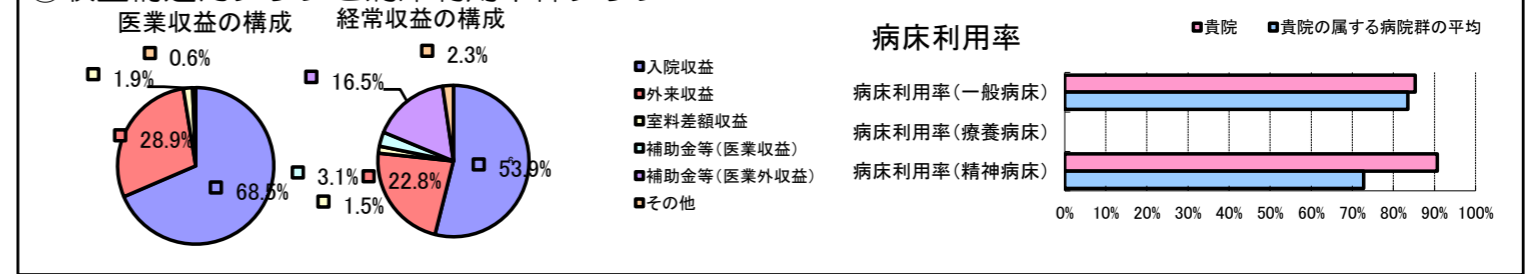 医業収益の構成
0.6%
1.9%
28.9%
68.5%
経常収益の構成
2.3%
16.5%
3.1%
1.5%
22.8%
53.9%
入院収益
外来収益
室料差額収益
補助金等(医業収益)
補助金等(医業外収益)
その他
病床利用率
貴院 貴院の属する病院群の平均
病床利用率(一般病床)
病床利用率(療養病床)
病床利用率(精神病床)
0% 10% 20% 30% 40% 50% 60% 70% 80% 90% 100%